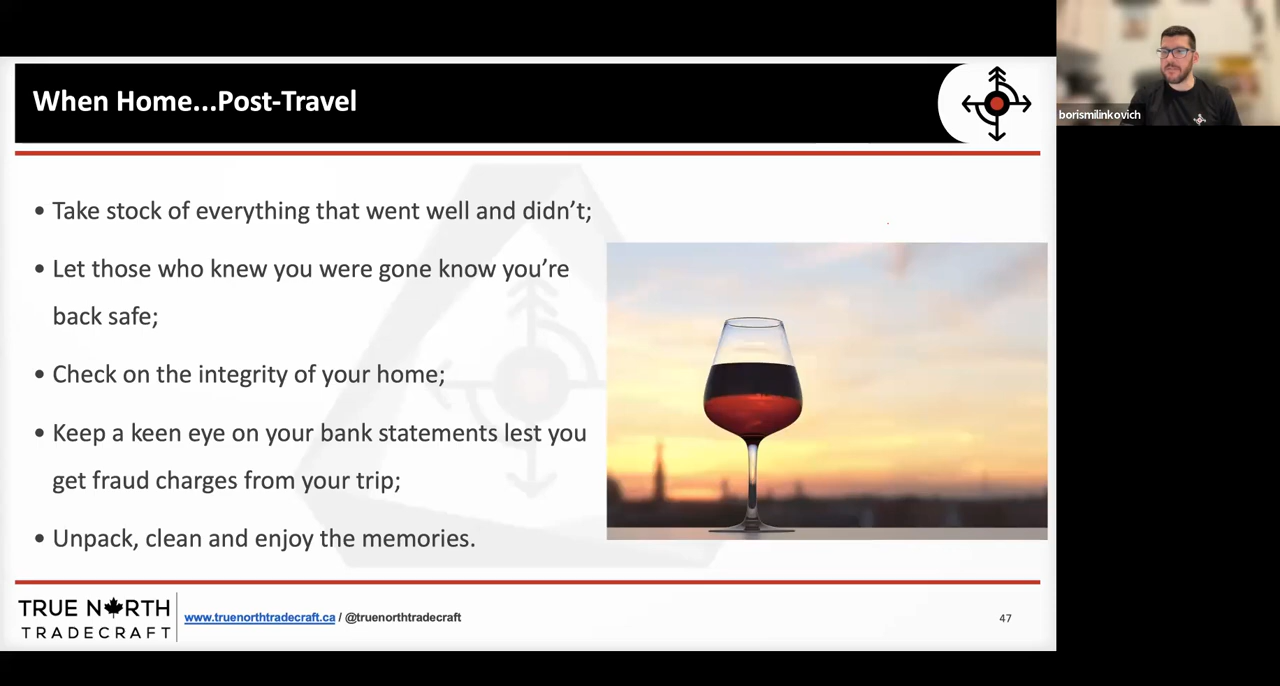 When Home...Post-Travel
• Take stock of everything that went well and didn't;
• Let those who knew you were gone know you're
back safe;
• Check on the integrity of your home;
• Keep a keen eye on your bank statements lest you
get fraud charges from your trip;
• Unpack, clean and enjoy the memories.
TRUE NORTH
TRADECRAFT
www.truenorthtradecraft.ca / @truenorthtradecraft
47
borismilinkovich